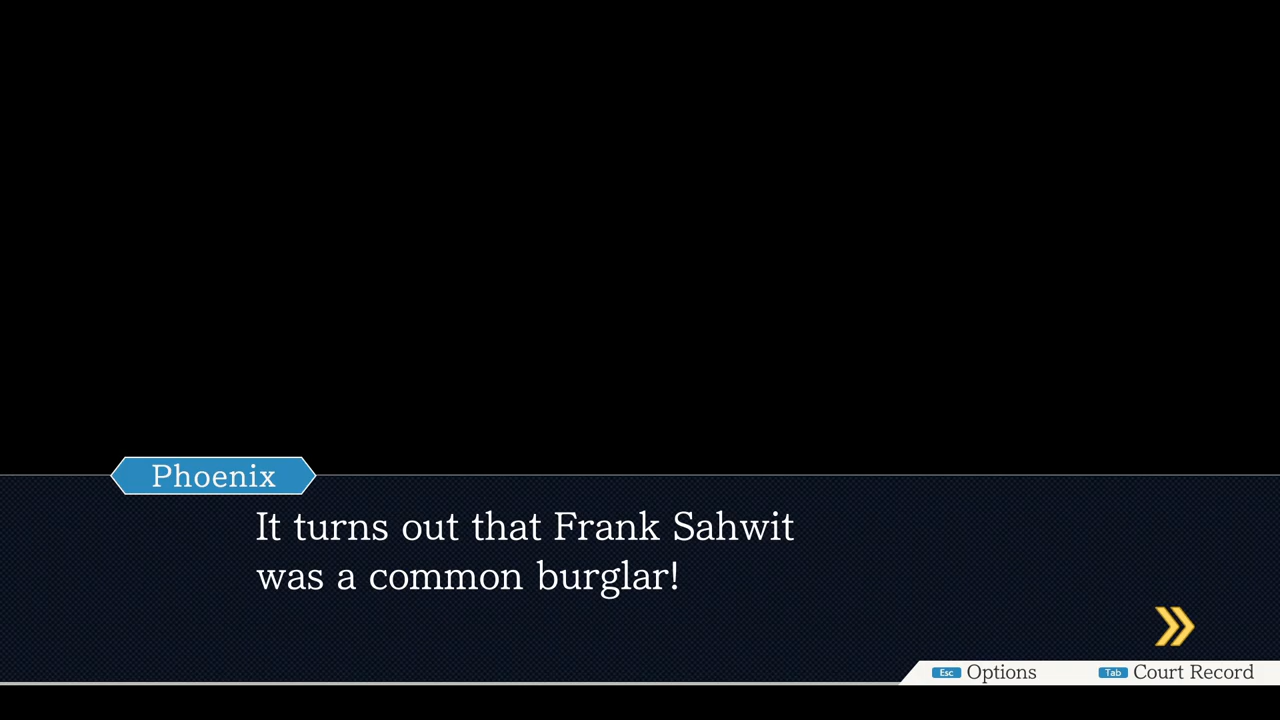 Phoenix
It turns out that Frank Sahwit
was a common burglar!
Esc Options Tab Court Record